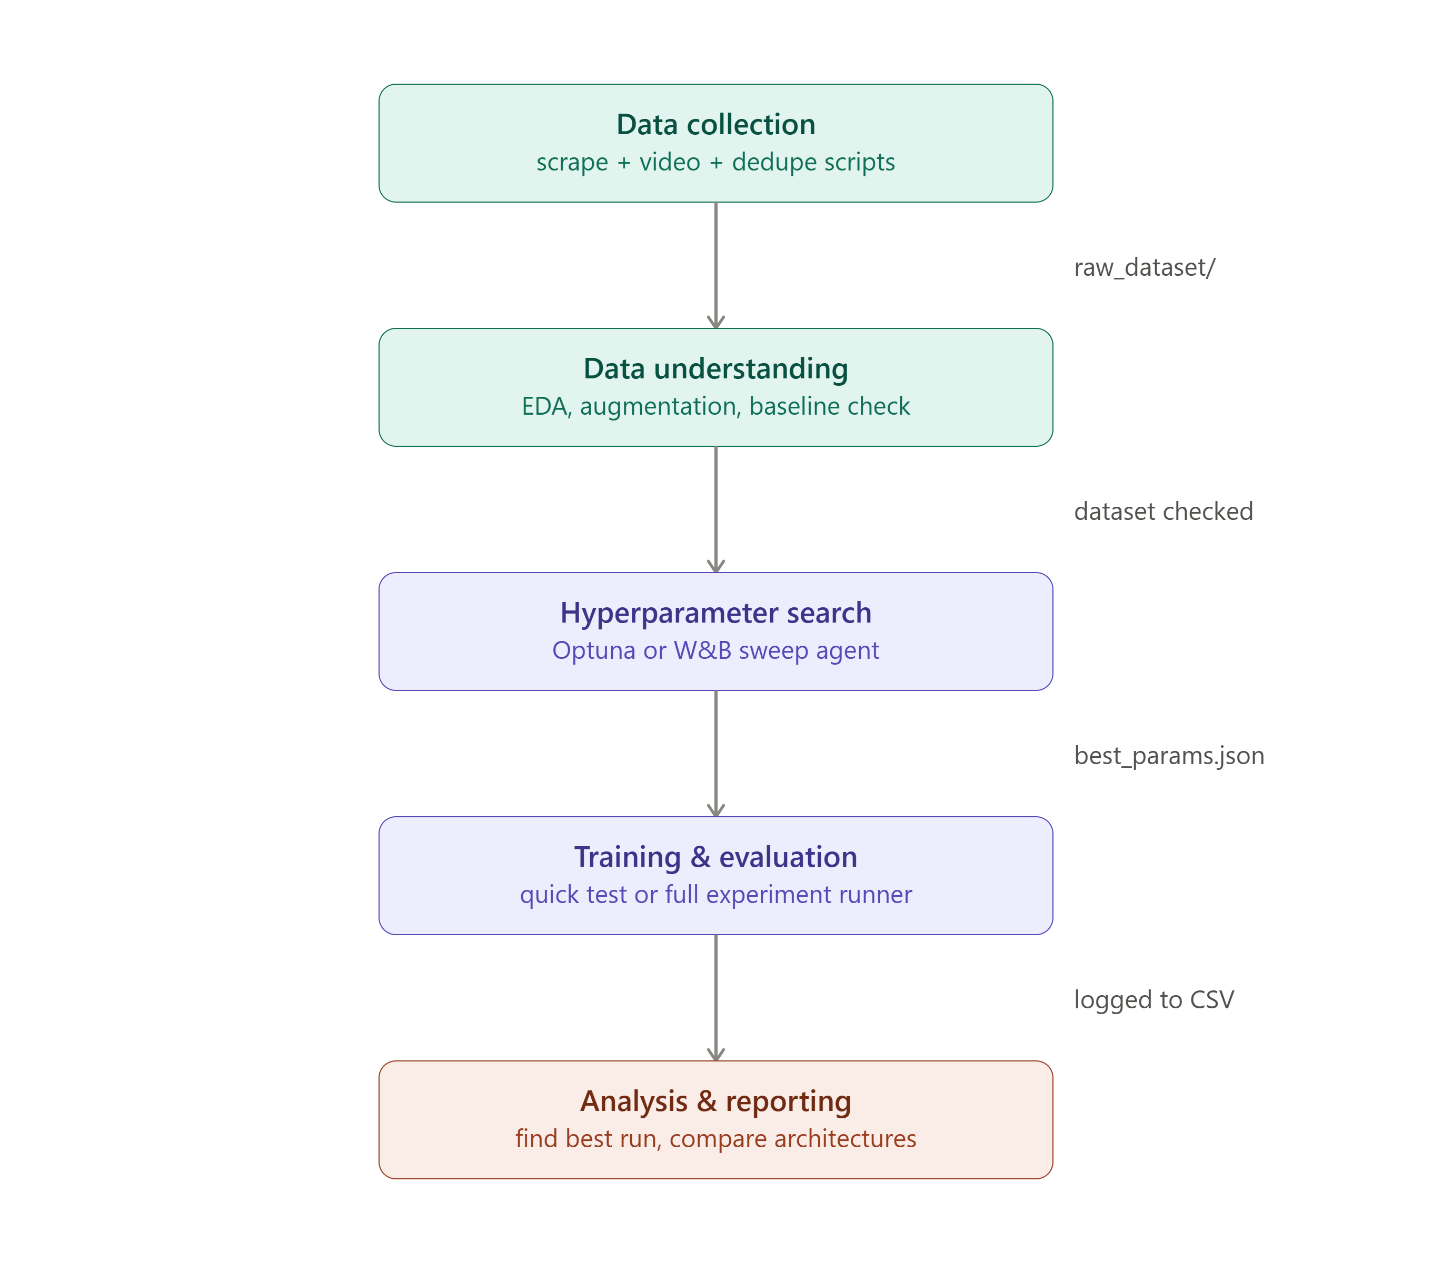 Data collection
scrape + video + dedupe scripts
raw_dataset/
Data understanding
EDA, augmentation, baseline check
dataset checked
Hyperparameter search
Optuna or W&B sweep agent
best_params.json
Training & evaluation
quick test or full experiment runner
logged to CSV
Analysis & reporting
find best run, compare architectures